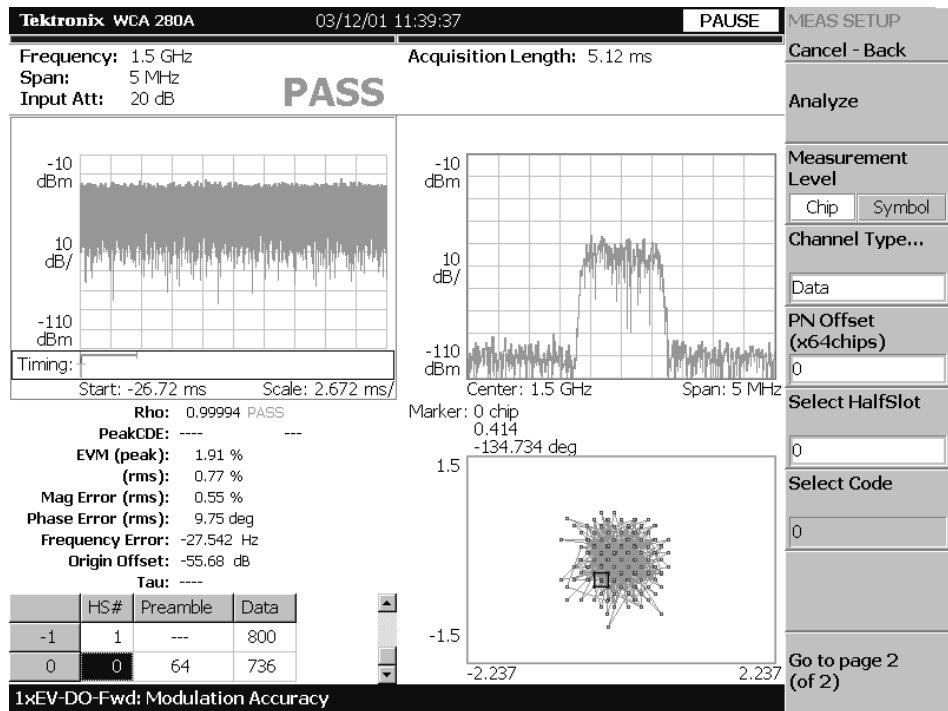 Tektronix WCA 280A 03/12/01 11:39:37 PAUSE
Frequency: 1.5 GHz
Span: 5 MHz
Input Att: 20 dB
PASS
Acquisition Length: 5.12 ms
-10
dBm
10
dB/
-110
dBm
Timing:
Start: -26.72 ms Scale: 2.672 ms/
-10
dBm
10
dB/
-110
dBm
Center: 1.5 GHz Span: 5 MHz
Rho: 0.99994 PASS
PeakCDE: ---- ---
EVM (peak): 1.91 %
(rms): 0.77 %
Mag Error (rms): 0.55 %
Phase Error (rms): 9.75 deg
Frequency Error: -27.542 Hz
Origin Offset: -55.68 dB
Tau: ----
Marker: 0 chip
0.414
-134.734 deg
1.5
-1.5
-2.237 2.237
HS# Preamble Data
-1 1 --- 800
0 0 64 736
1xEV-DO-Fwd: Modulation Accuracy
MEAS SETUP
Cancel - Back
Analyze
Measurement
Level
Chip Symbol
Channel Type...
Data
PN Offset
(x64chips)
0
Select HalfSlot
0
Select Code
0
Go to page 2
(of 2)